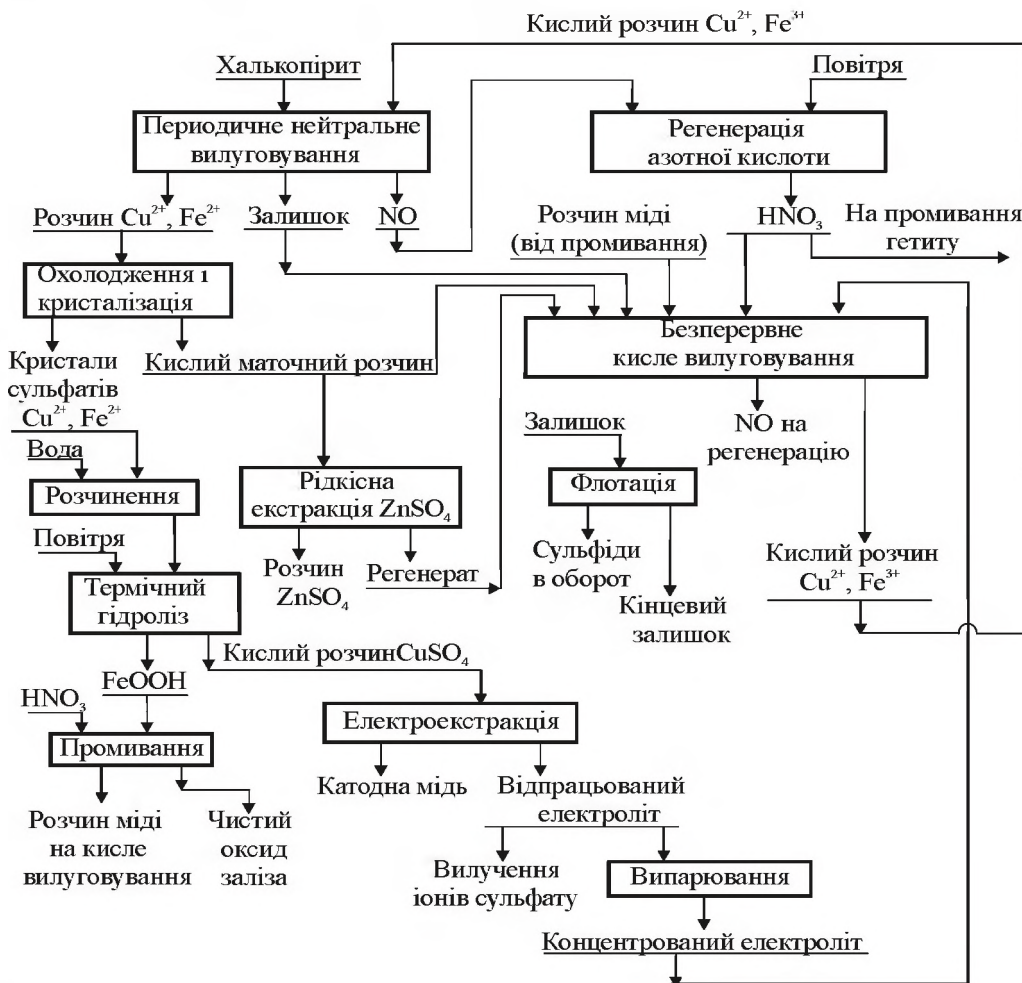 Кислий розчин Cu²⁺, Fe³⁺
Халькопірит
Повітря
Периодичне нейтральне
вилуговування
Регенерація
азотної кислоти
Розчин Cu²⁺, Fe²⁺
Залишок
NO
Розчин міді
(від промивання)
HNO₃
На промивання
гетиту
Охолодження і
кристалізація
Безперервне
кисле вилуговування
Кристали
сульфатів
Cu²⁺, Fe²⁺
Кислий маточний розчин
NO на
регенерацію
Вода
Розчинення
Рідкісна
екстракція ZnSO₄
Залишок
Флотація
Повітря
Термічний
гідроліз
Розчин
ZnSO₄
Регенерат
Сульфіди
в оборот
Кінцевий
залишок
Кислий розчин
Cu²⁺, Fe³⁺
Кислий розчинCuSO₄
FeOOH
HNO₃
Промивання
Електроекстракція
Розчин міді
на кисле
вилуговування
Чистий
оксид
заліза
Катодна мідь
Відпрацьований
електроліт
Вилучення
іонів сульфату
Випарювання
Концентрований електроліт